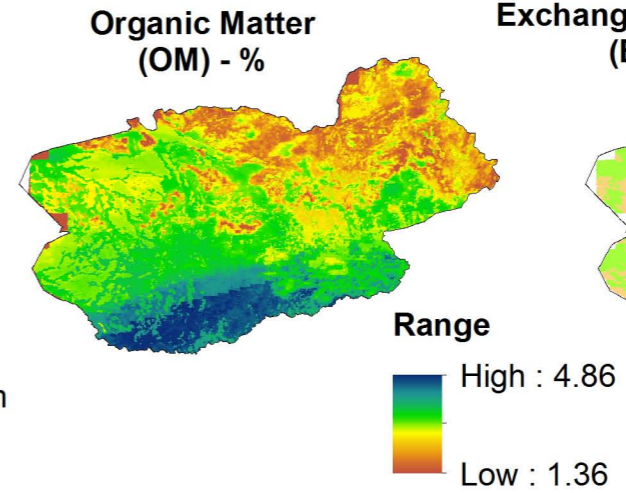 Organic Matter
(OM) - %
Range
High : 4.86
Low : 1.36